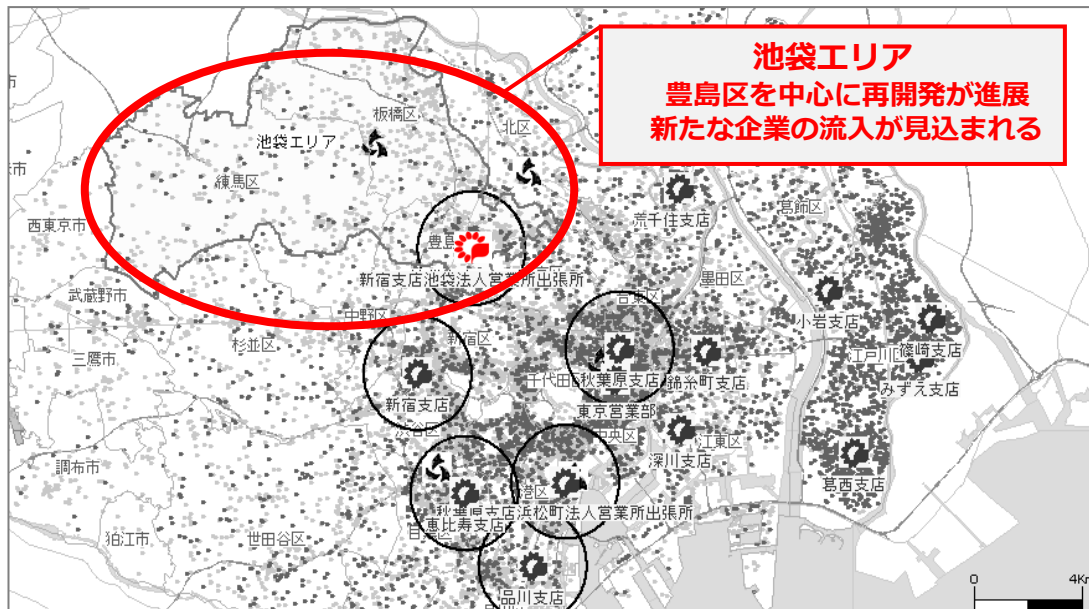 池袋エリア
豊島区を中心に再開発が進展
新たな企業の流入が見込まれる
板橋区
北区
池袋エリア
練馬区
荒千住支店
葛飾区
西東京市
新宿支店池袋法人営業所出張所
武蔵野市
中野区
墨田区
小岩支店
三鷹市
杉並区
新宿区
江戸川
篠崎支店
千代田
秋葉原支店
錦糸町支店
みずえ支店
新宿支店
東京営業部
渋谷区
中央区
江東区
深川支店
調布市
葛西支店
港区
秋葉原支店浜松町法人営業所出張所
恵比寿支店
狛江市
世田谷区
品川支店
0
4Km